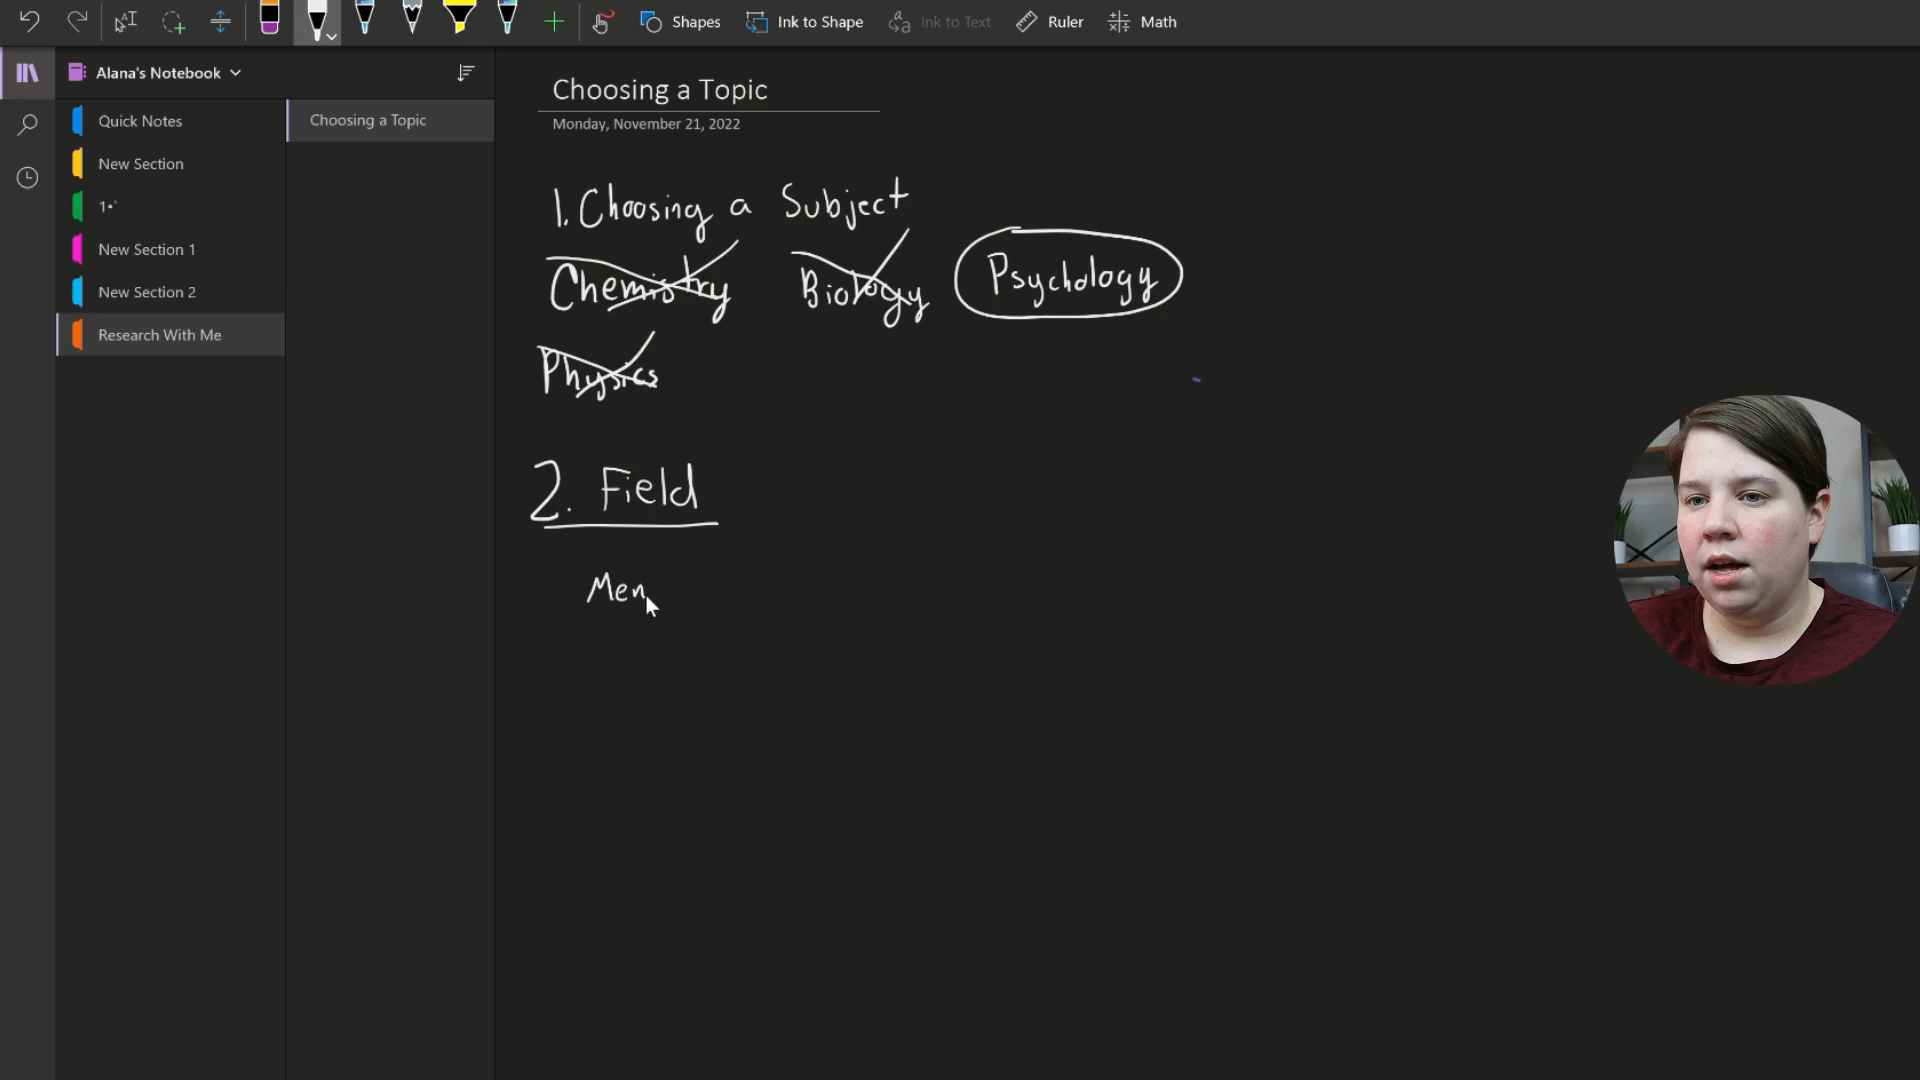 Shapes Ink to Shape Ink to Text Ruler Math
Alana's Notebook
Quick Notes
New Section
1•`
New Section 1
New Section 2
Research With Me
Choosing a Topic
Choosing a Topic
Monday, November 21, 2022
1. Choosing a Subject
Chemistry Biology Psychology
Physics
2. Field
Men